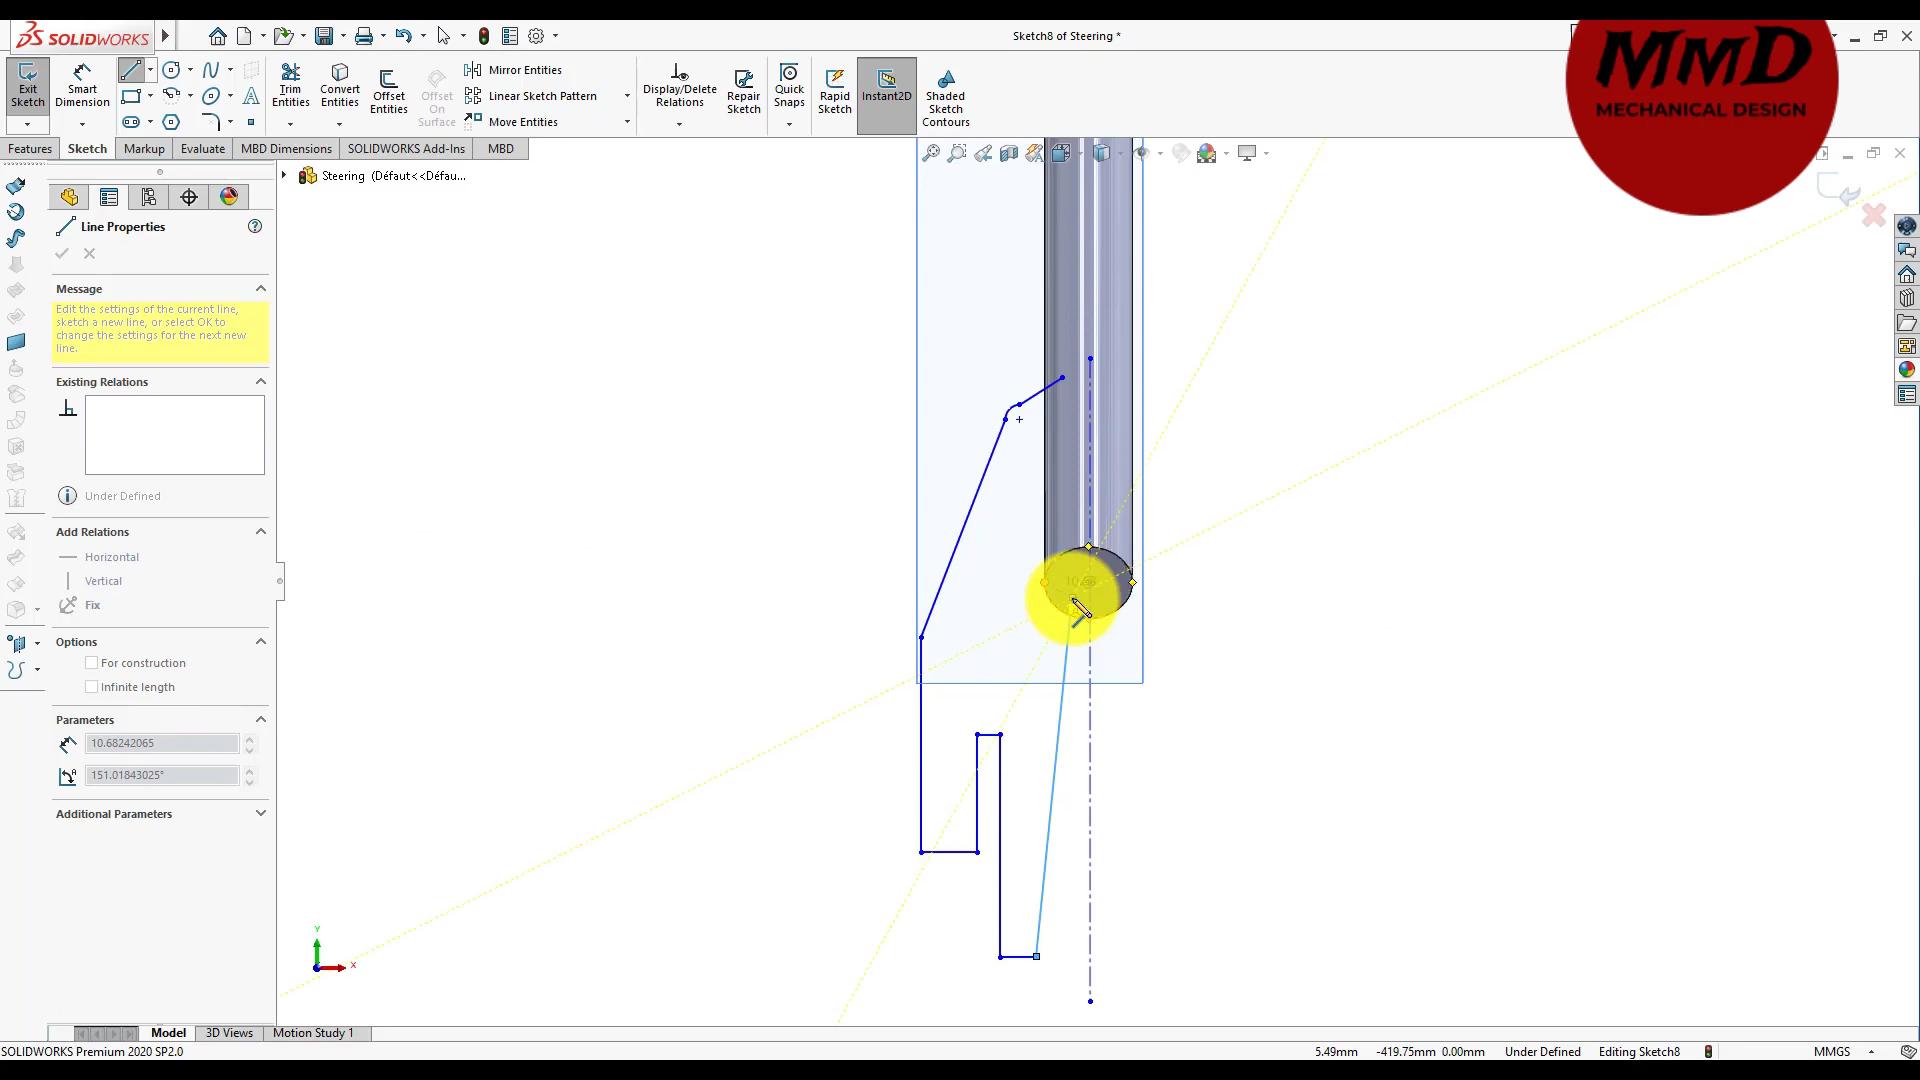 SOLIDWORKS
Sketch8 of Steering *
MMD
MECHANICAL DESIGN
Exit Sketch
Smart Dimension
Trim Entities
Convert Entities
Offset Entities
Offset On Surface
Mirror Entities
Linear Sketch Pattern
Move Entities
Display/Delete Relations
Repair Sketch
Quick Snaps
Rapid Sketch
Instant2D
Shaded Sketch Contours
Features
Sketch
Markup
Evaluate
MBD Dimensions
SOLIDWORKS Add-Ins
MBD
Steering (Défaut<<Défau...
Line Properties
Message
Edit the settings of the current line,
sketch a new line, or select OK to
change the settings for the next new
line.
Existing Relations
Under Defined
Add Relations
Horizontal
Vertical
Fix
Options
For construction
Infinite length
Parameters
10.68242065
151.01843025°
Additional Parameters
Y
X
Model
3D Views
Motion Study 1
SOLIDWORKS Premium 2020 SP2.0
5.49mm
-419.75mm 0.00mm
Under Defined
Editing Sketch8
MMGS